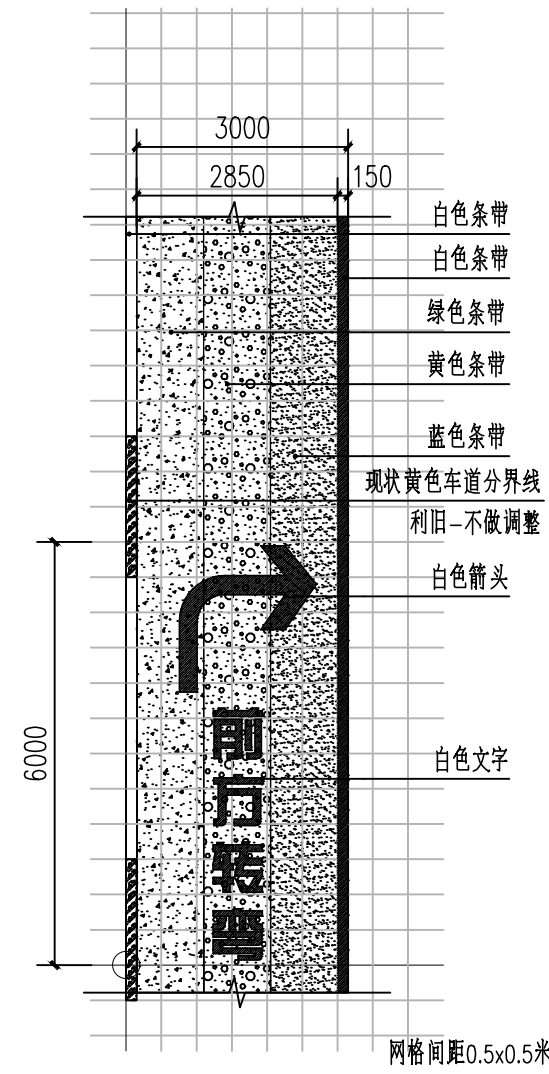 3000
2850
150
白色条带
白色条带
绿色条带
黄色条带
蓝色条带
现状黄色车道分界线
利旧-不做调整
白色箭头
6000
前方转弯
白色文字
网格间距0.5x0.5米